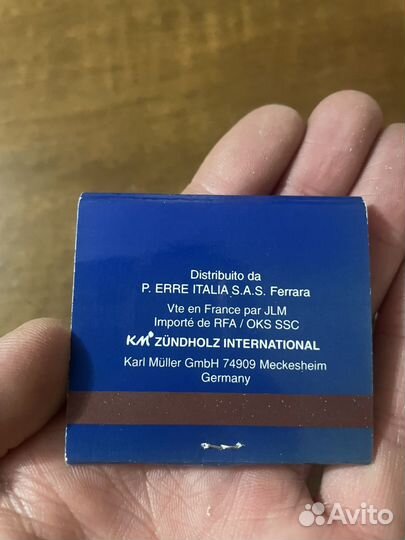 Distribuito da
P. ERRE ITALIA S.A.S. Ferrara
Vte en France par JLM
Importé de RFA / OKS SSC
KM ZÜNDHOLZ INTERNATIONAL
Karl Müller GmbH 74909 Meckesheim
Germany
Avito